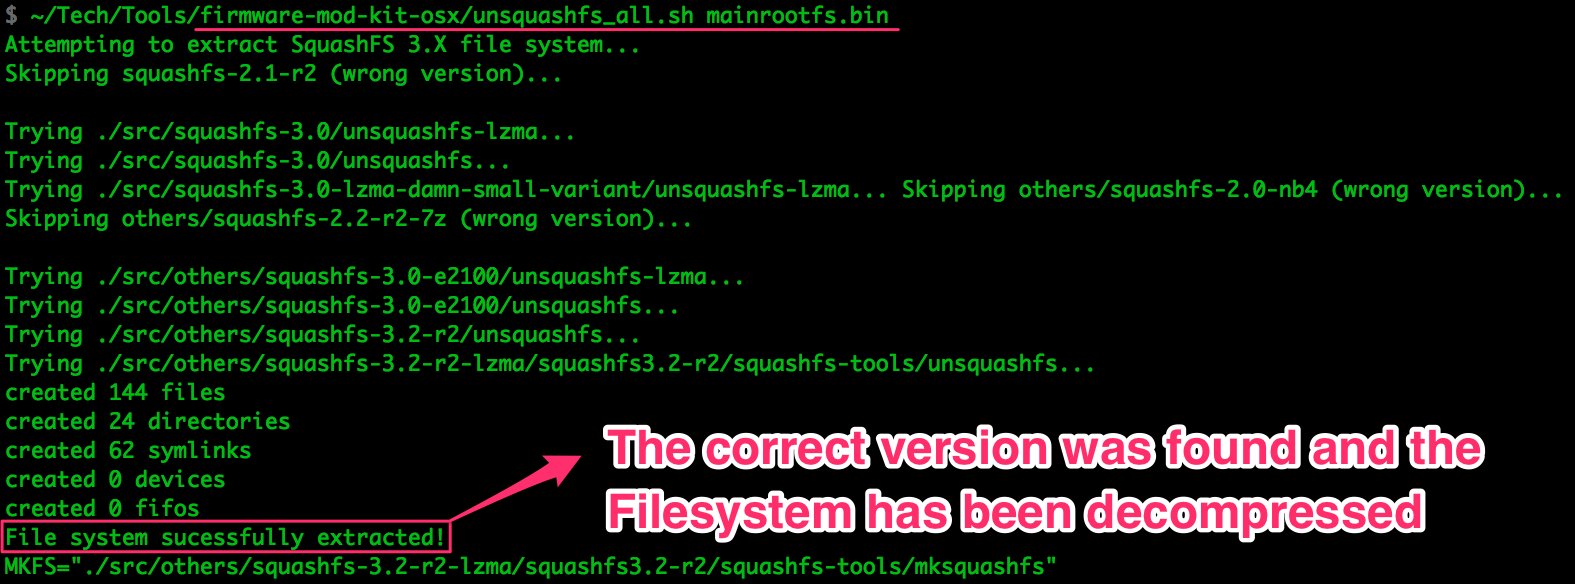 $ ~/Tech/Tools/firmware-mod-kit-osx/unsquashfs_all.sh mainrootfs.bin
Attempting to extract SquashFS 3.X file system...
Skipping squashfs-2.1-r2 (wrong version)...
Trying ./src/squashfs-3.0/unsquashfs-lzma...
Trying ./src/squashfs-3.0/unsquashfs...
Trying ./src/squashfs-3.0-lzma-damn-small-variant/unsquashfs-lzma... Skipping others/squashfs-2.0-nb4 (wrong version)...
Skipping others/squashfs-2.2-r2-7z (wrong version)...
Trying ./src/others/squashfs-3.0-e2100/unsquashfs-lzma...
Trying ./src/others/squashfs-3.0-e2100/unsquashfs...
Trying ./src/others/squashfs-3.2-r2/unsquashfs...
Trying ./src/others/squashfs-3.2-r2-lzma/squashfs3.2-r2/squashfs-tools/unsquashfs...
created 144 files
created 24 directories
created 62 symlinks
created 0 devices
created 0 fifos
File system sucessfully extracted!
MKFS="./src/others/squashfs-3.2-r2-lzma/squashfs3.2-r2/squashfs-tools/mksquashfs"
The correct version was found and the
Filesystem has been decompressed